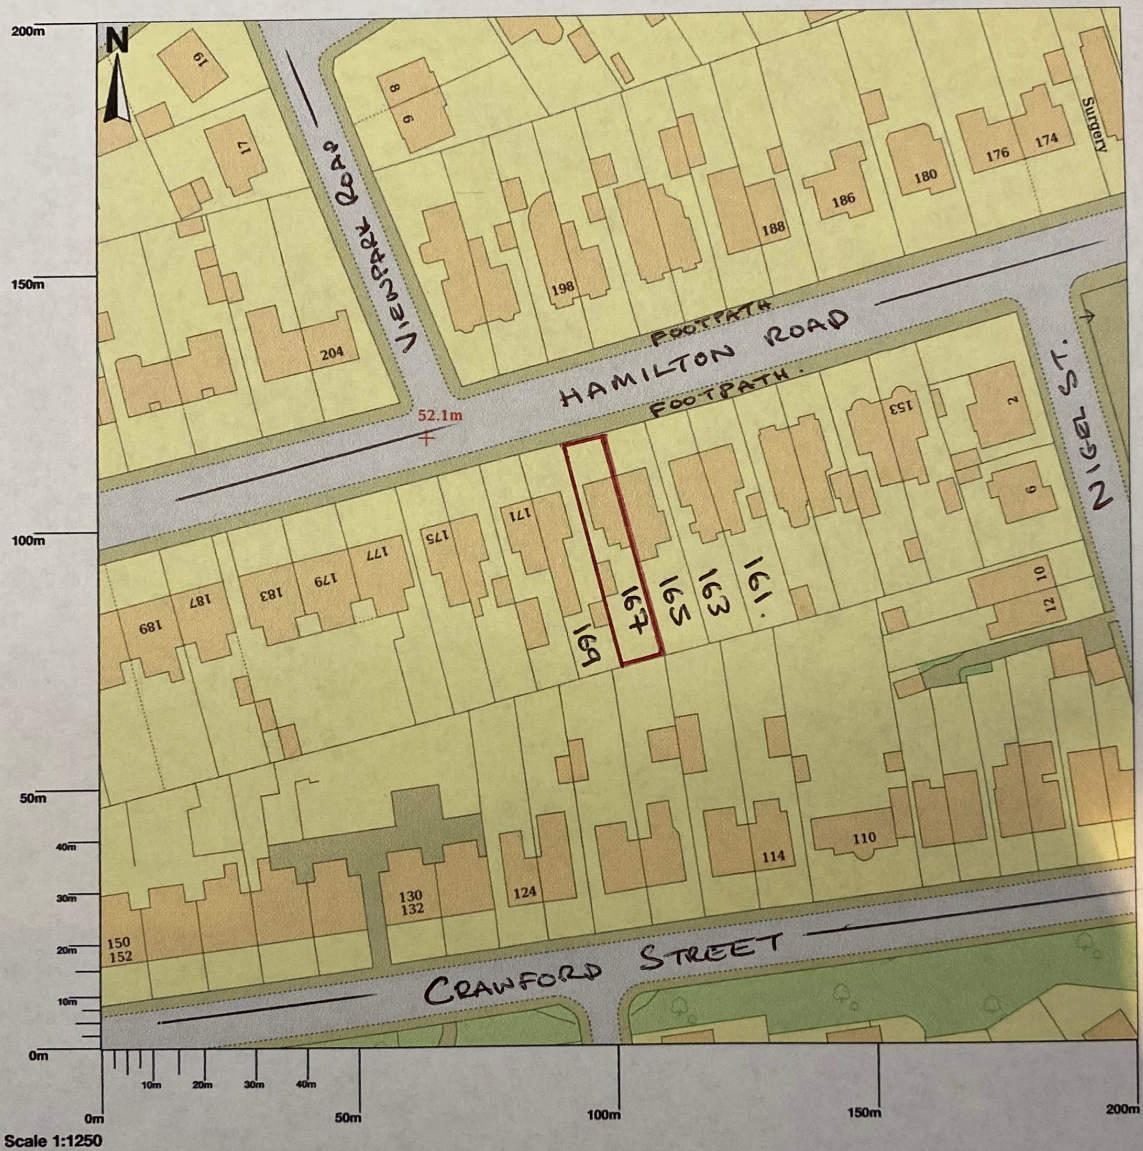 200m
N
19
8
6
17
VIEWPARK ROAD
Surgery
174
176
180
186
188
198
204
150m
FOOTPATH
HAMILTON ROAD
FOOTPATH.
NIGEL ST.
52.1m
153
2
6
171
175
177
179
183
187
189
100m
169
167
165
163
161.
10
12
50m
40m
30m
20m
10m
0m
110
114
124
130
132
150
152
CRAWFORD STREET
10m
20m
30m
40m
0m
50m
100m
150m
200m
Scale 1:1250